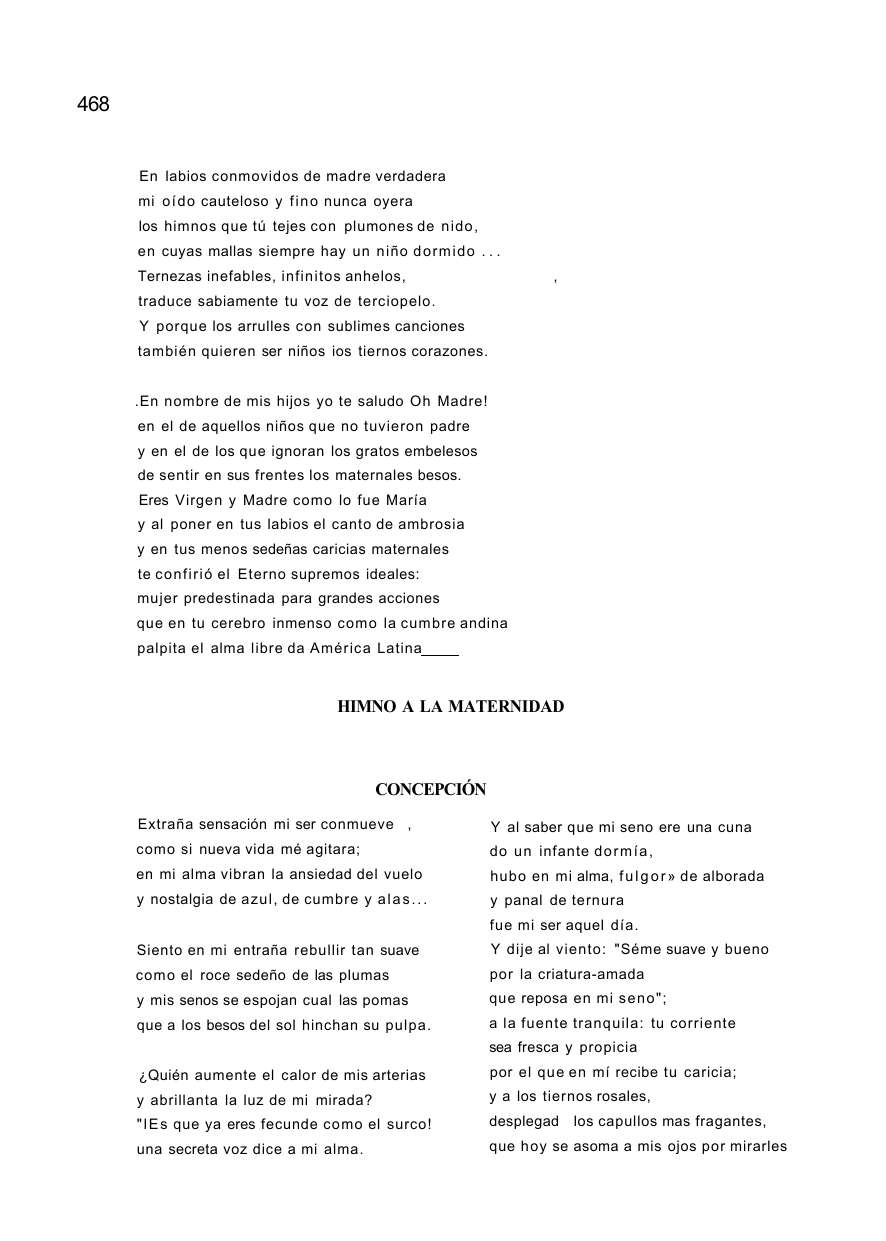 468
En labios conmovidos de madre verdadera
mi oído cauteloso y fino nunca oyera
los himnos que tú tejes con plumones de nido,
en cuyas mallas siempre hay un niño dormido ...
Ternezas inefables, infinitos anhelos, ,
traduce sabiamente tu voz de terciopelo.
Y porque los arrulles con sublimes canciones
también quieren ser niños ios tiernos corazones.
.En nombre de mis hijos yo te saludo Oh Madre!
en el de aquellos niños que no tuvieron padre
y en el de los que ignoran los gratos embelesos
de sentir en sus frentes los maternales besos.
Eres Virgen y Madre como lo fue María
y al poner en tus labios el canto de ambrosia
y en tus menos sedeñas caricias maternales
te confirió el Eterno supremos ideales:
mujer predestinada para grandes acciones
que en tu cerebro inmenso como la cumbre andina
palpita el alma libre da América Latina____
HIMNO A LA MATERNIDAD
CONCEPCIÓN
Extraña sensación mi ser conmueve ,
como si nueva vida mé agitara;
en mi alma vibran la ansiedad del vuelo
y nostalgia de azul, de cumbre y alas...
Siento en mi entraña rebullir tan suave
como el roce sedeño de las plumas
y mis senos se espojan cual las pomas
que a los besos del sol hinchan su pulpa.
¿Quién aumente el calor de mis arterias
y abrillanta la luz de mi mirada?
"IEs que ya eres fecunde como el surco!
una secreta voz dice a mi alma.
Y al saber que mi seno ere una cuna
do un infante dormía,
hubo en mi alma, fulgor» de alborada
y panal de ternura
fue mi ser aquel día.
Y dije al viento: "Séme suave y bueno
por la criatura-amada
que reposa en mi seno";
a la fuente tranquila: tu corriente
sea fresca y propicia
por el que en mí recibe tu caricia;
y a los tiernos rosales,
desplegad los capullos mas fragantes,
que hoy se asoma a mis ojos por mirarles